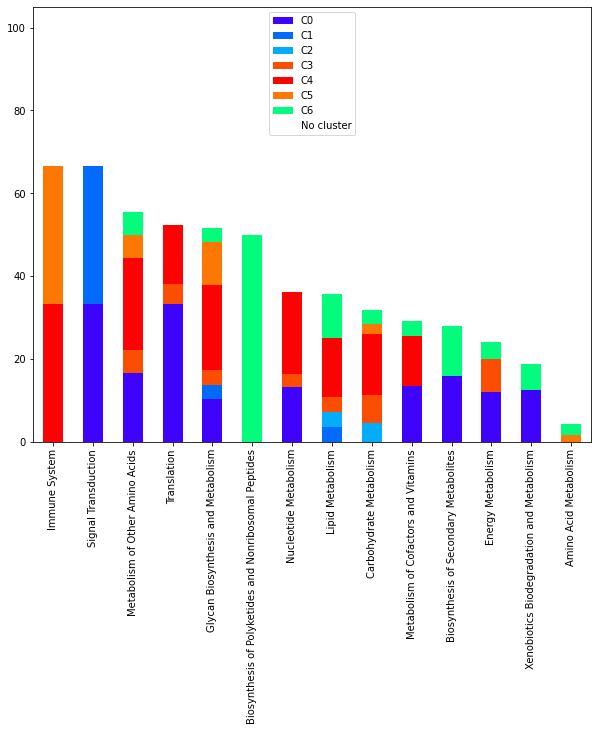 C0
C1
C2
C3
C4
C5
C6
No cluster
100
80
60
40
20
0
Immune System
Signal Transduction
Metabolism of Other Amino Acids
Translation
Glycan Biosynthesis and Metabolism
Biosynthesis of Polyketides and Nonribosomal Peptides
Nucleotide Metabolism
Lipid Metabolism
Carbohydrate Metabolism
Metabolism of Cofactors and Vitamins
Biosynthesis of Secondary Metabolites
Energy Metabolism
Xenobiotics Biodegradation and Metabolism
Amino Acid Metabolism